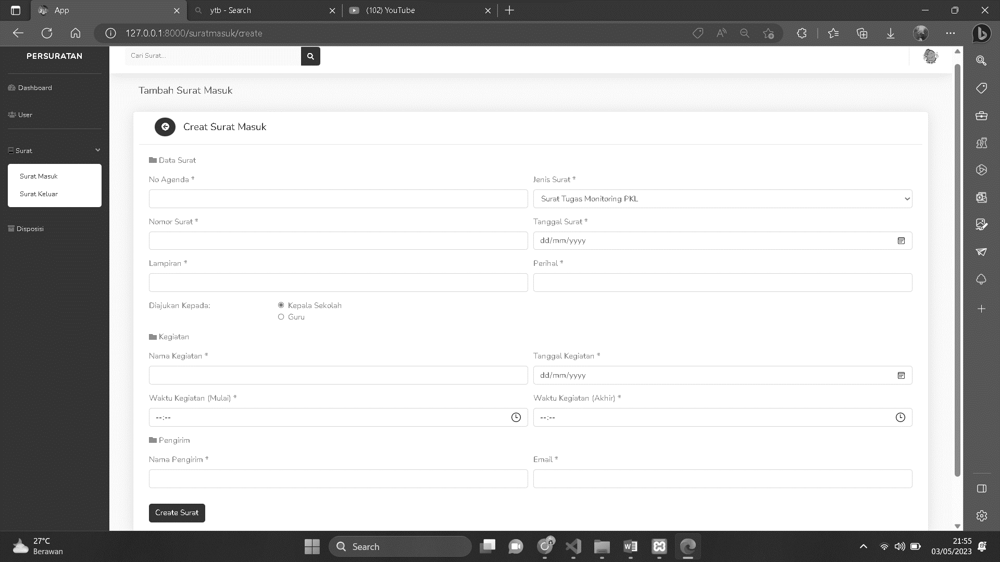 App
ytb - Search
(102) YouTube
127.0.0.1:8000/suratmasuk/create
PERSURATAN
Cari Surat...
Dashboard
User
Surat
Surat Masuk
Surat Keluar
Disposisi
Tambah Surat Masuk
Creat Surat Masuk
Data Surat
No Agenda *
Jenis Surat *
Surat Tugas Monitoring PKL
Nomor Surat *
Tanggal Surat *
dd/mm/yyyy
Lampiran *
Perihal *
Diajukan Kepada:
Kepala Sekolah
Guru
Kegiatan
Nama Kegiatan *
Tanggal Kegiatan *
dd/mm/yyyy
Waktu Kegiatan (Mulai) *
Waktu Kegiatan (Akhir) *
--:--
--:--
Pengirim
Nama Pengirim *
Email *
Create Surat
27°C
Berawan
Search
21:55
03/05/2023